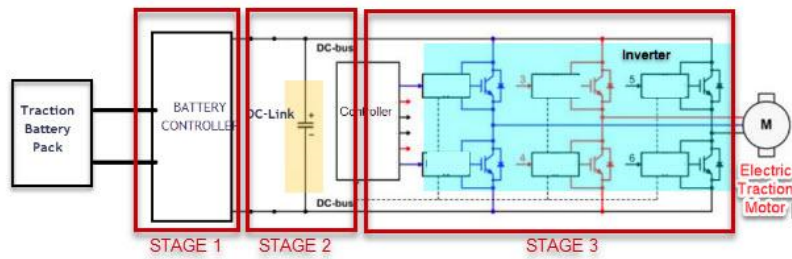 DC-bus
Inverter
Traction
Battery
Pack
BATTERY
CONTROLLER
DC-Link
+
-
Controller
3
5
4
6
M
Electric
Traction
Motor
DC-bus
STAGE 1
STAGE 2
STAGE 3